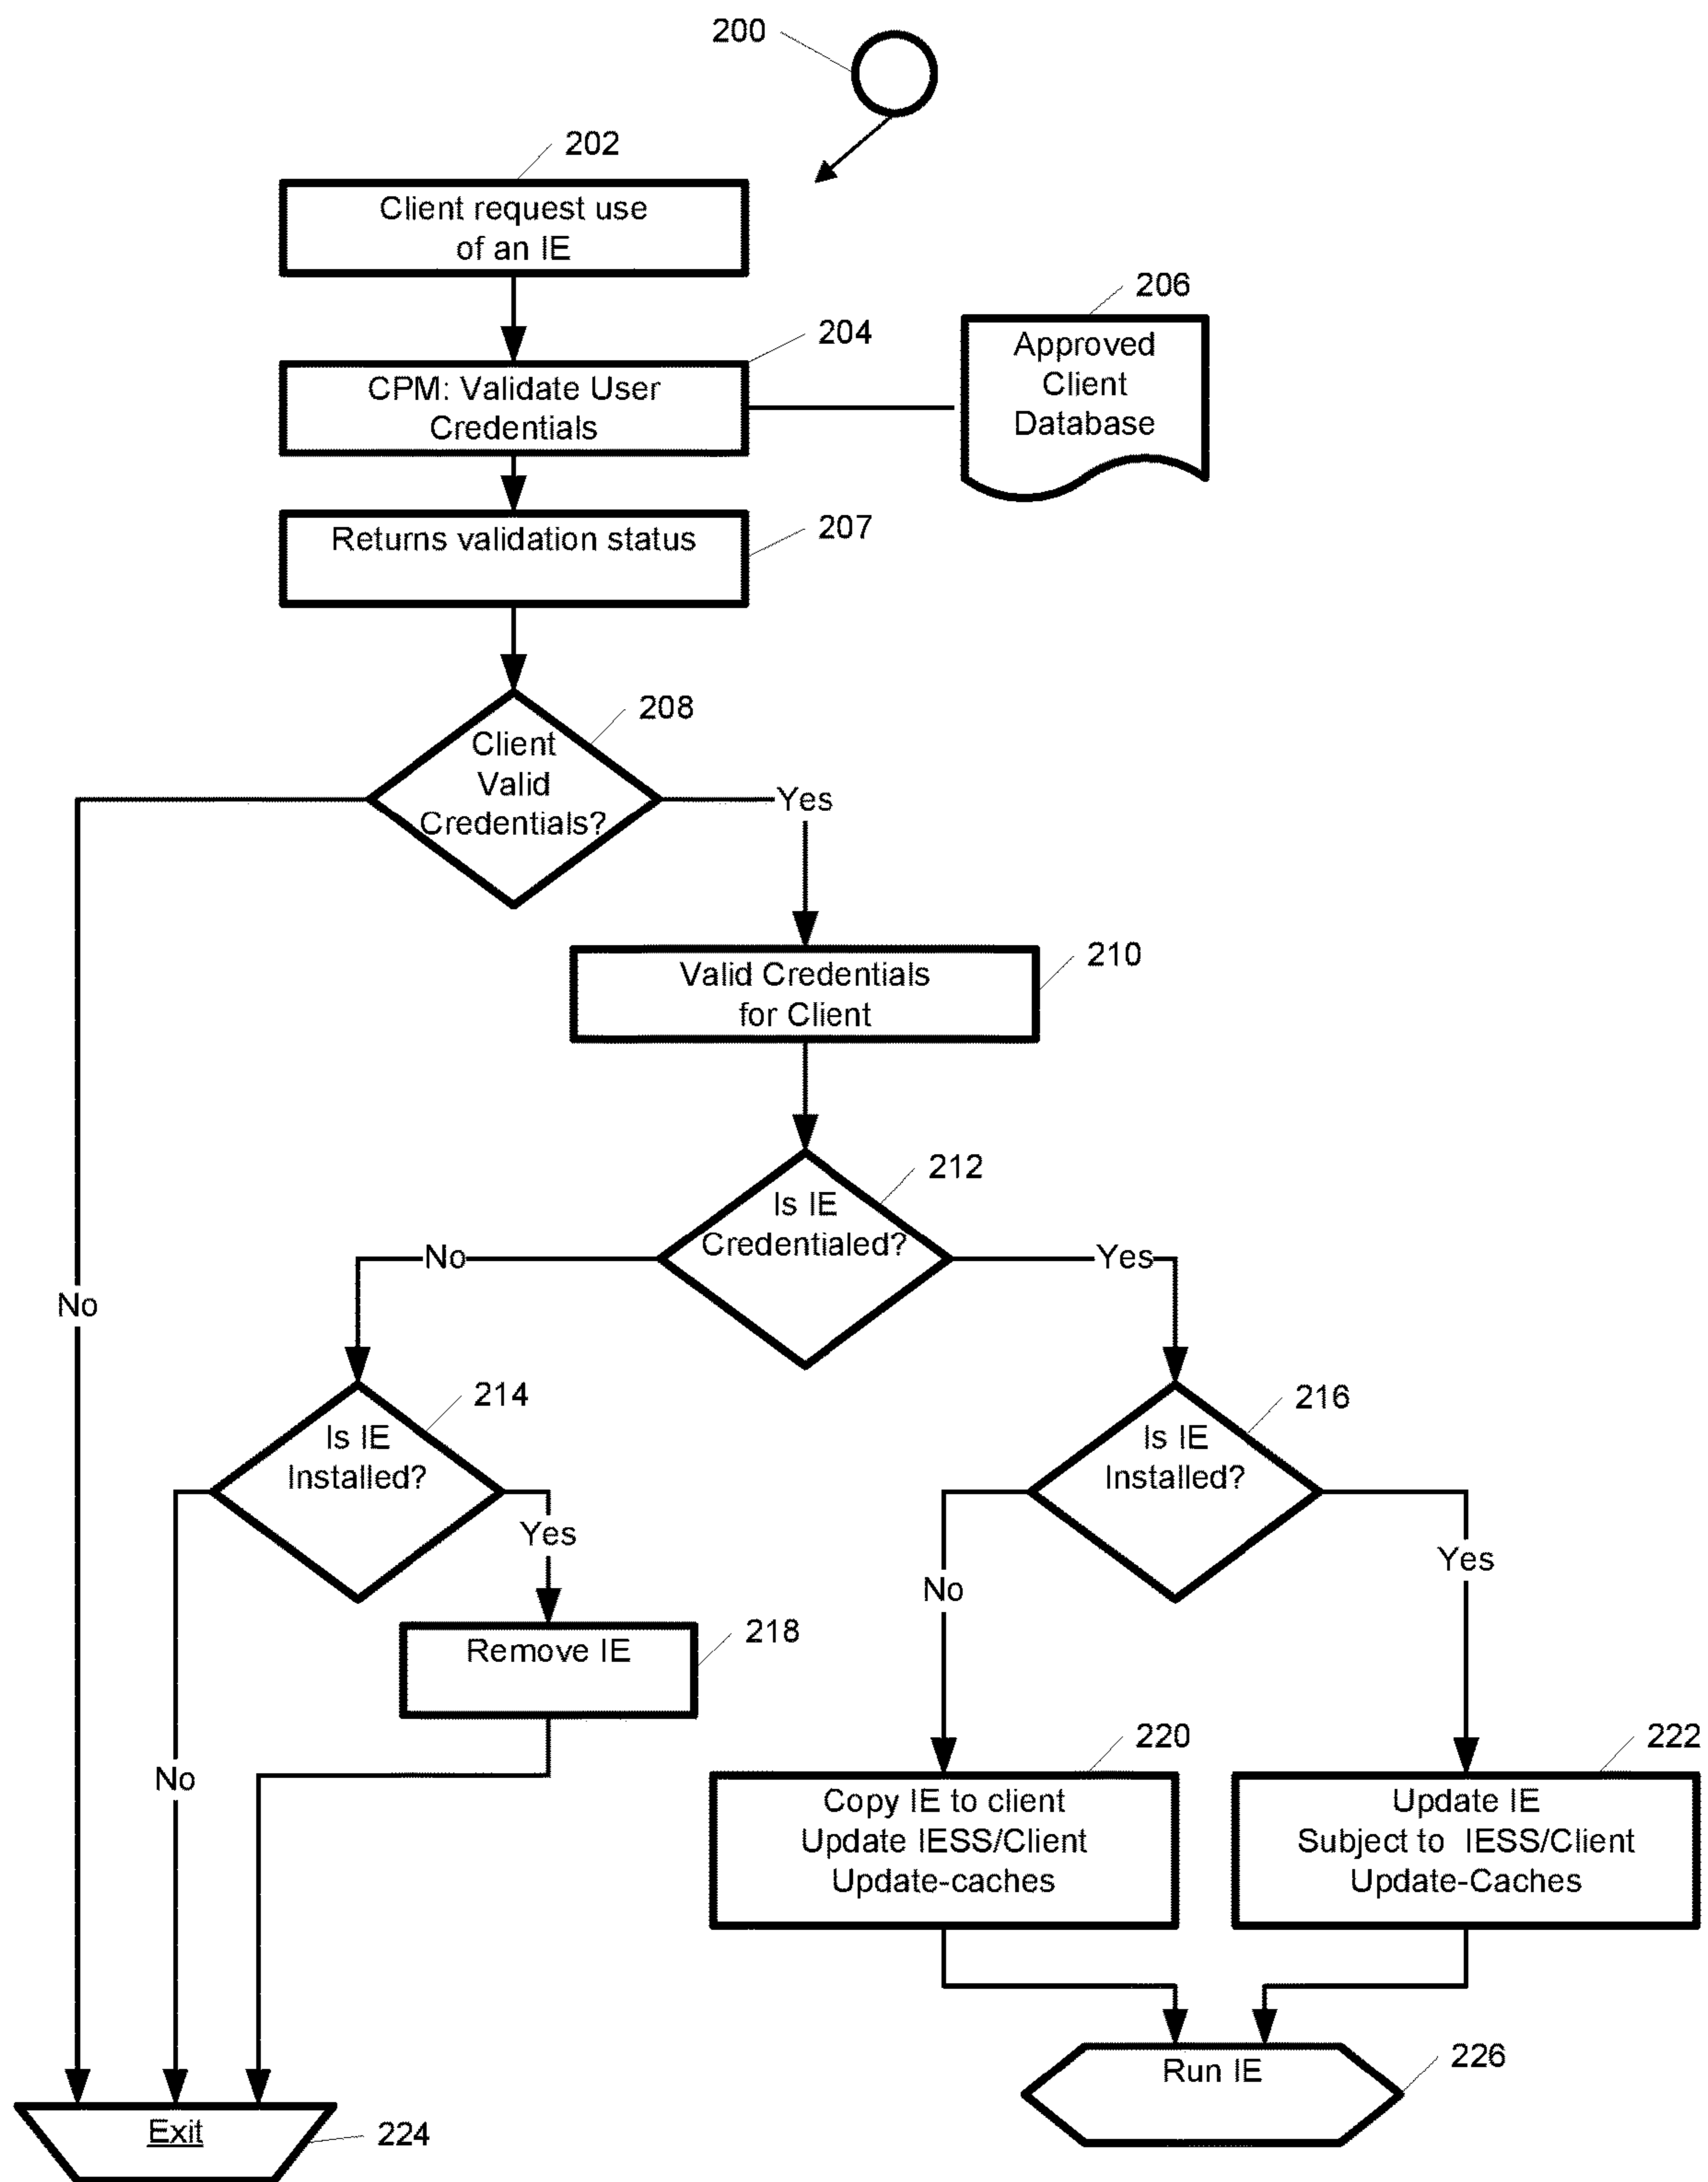 200
202
Client request use
of an IE
206
204
Approved
Client
Database
CPM: Validate User
Credentials
207
Returns validation status
208
Client
Valid
Credentials?
Yes
210
Valid Credentials
for Client
212
Is IE
Credentialed?
No
Yes
No
214
Is IE
Installed?
216
Is IE
Installed?
Yes
Yes
No
218
Remove IE
No
220
Copy IE to client
Update IESS/Client
Update-caches
222
Update IE
Subject to IESS/Client
Update-Caches
Run IE
226
Exit
224